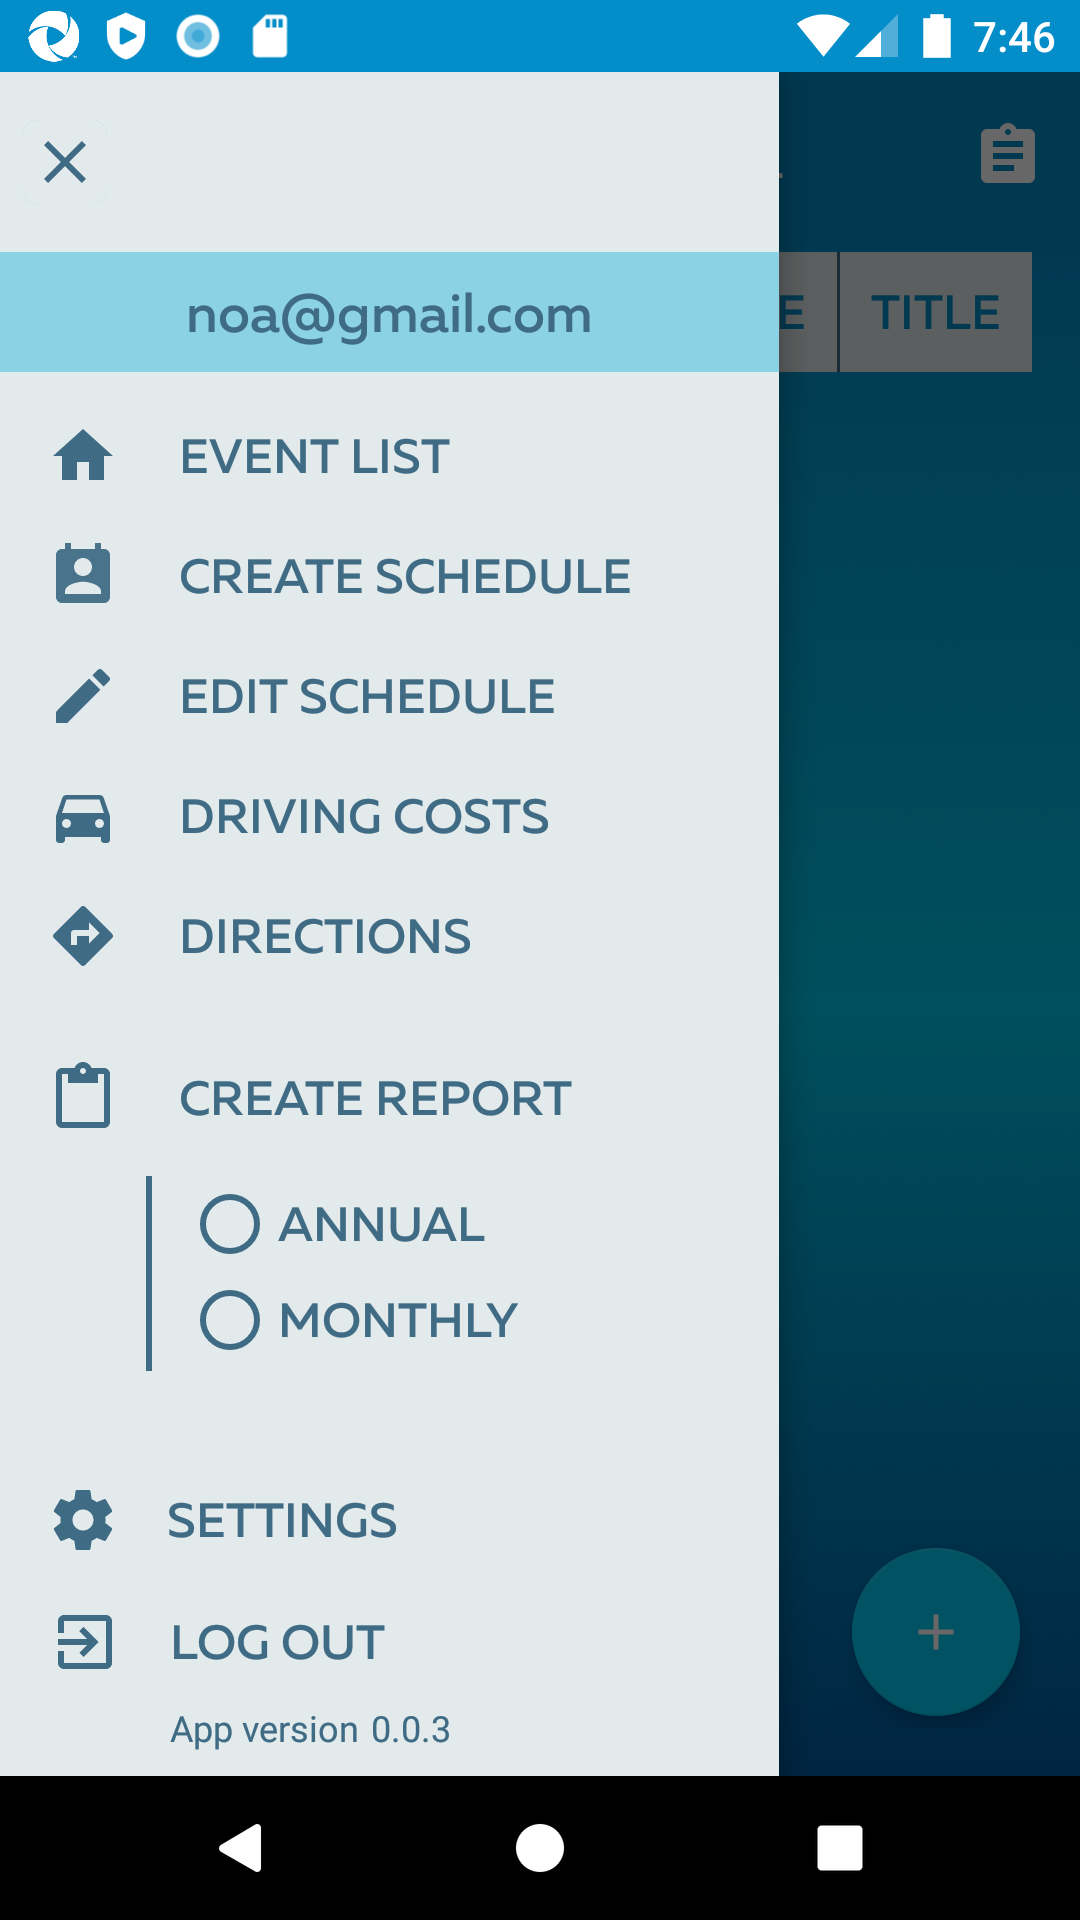 7:46
noa@gmail.com
E TITLE
EVENT LIST
CREATE SCHEDULE
EDIT SCHEDULE
DRIVING COSTS
DIRECTIONS
CREATE REPORT
ANNUAL
MONTHLY
SETTINGS
LOG OUT
App version 0.0.3